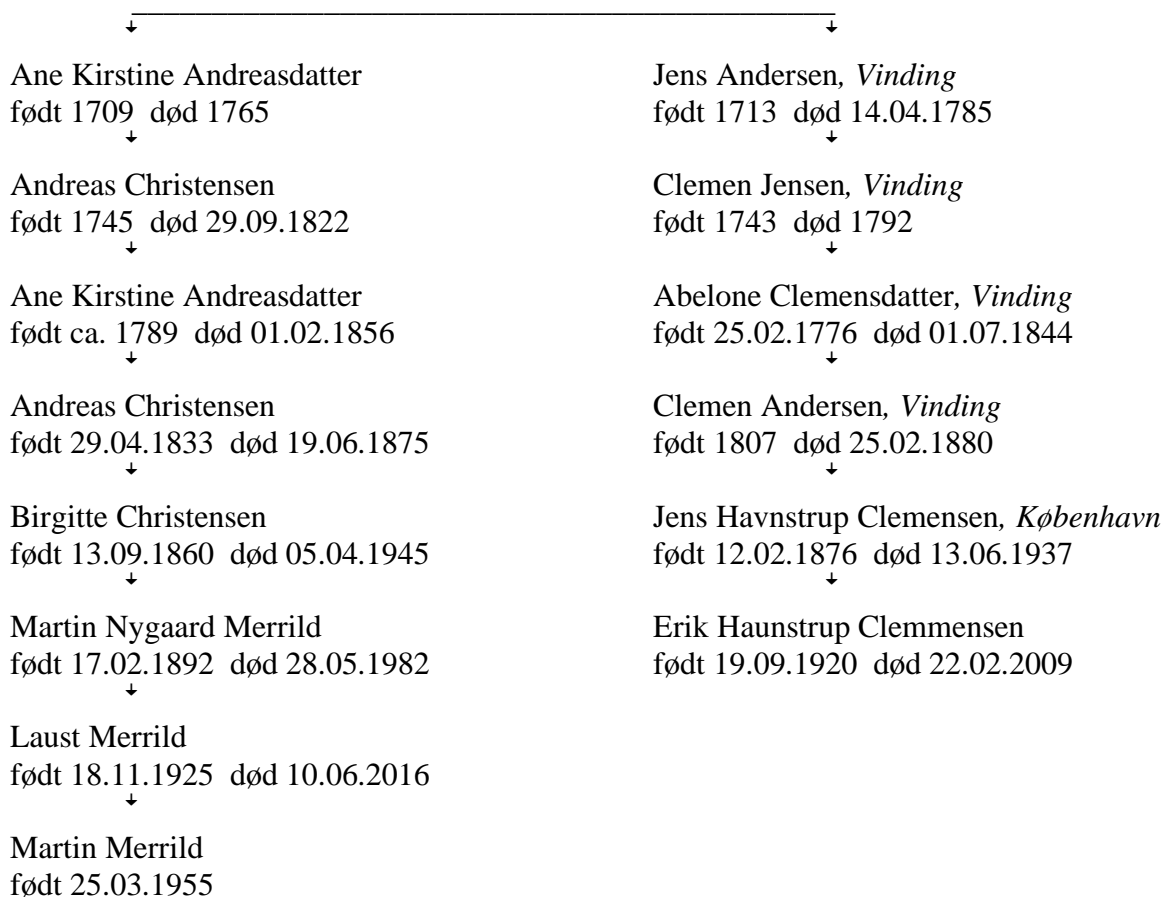 Ane Kirstine Andreasdatter
født 1709 død 1765
Andreas Christensen
født 1745 død 29.09.1822
Ane Kirstine Andreasdatter
født ca. 1789 død 01.02.1856
Andreas Christensen
født 29.04.1833 død 19.06.1875
Birgitte Christensen
født 13.09.1860 død 05.04.1945
Martin Nygaard Merrild
født 17.02.1892 død 28.05.1982
Laust Merrild
født 18.11.1925 død 10.06.2016
Martin Merrild
født 25.03.1955
Jens Andersen, Vinding
født 1713 død 14.04.1785
Clemen Jensen, Vinding
født 1743 død 1792
Abelone Clemensdatter, Vinding
født 25.02.1776 død 01.07.1844
Clemen Andersen, Vinding
født 1807 død 25.02.1880
Jens Havnstrup Clemensen, København
født 12.02.1876 død 13.06.1937
Erik Haunstrup Clemmensen
født 19.09.1920 død 22.02.2009